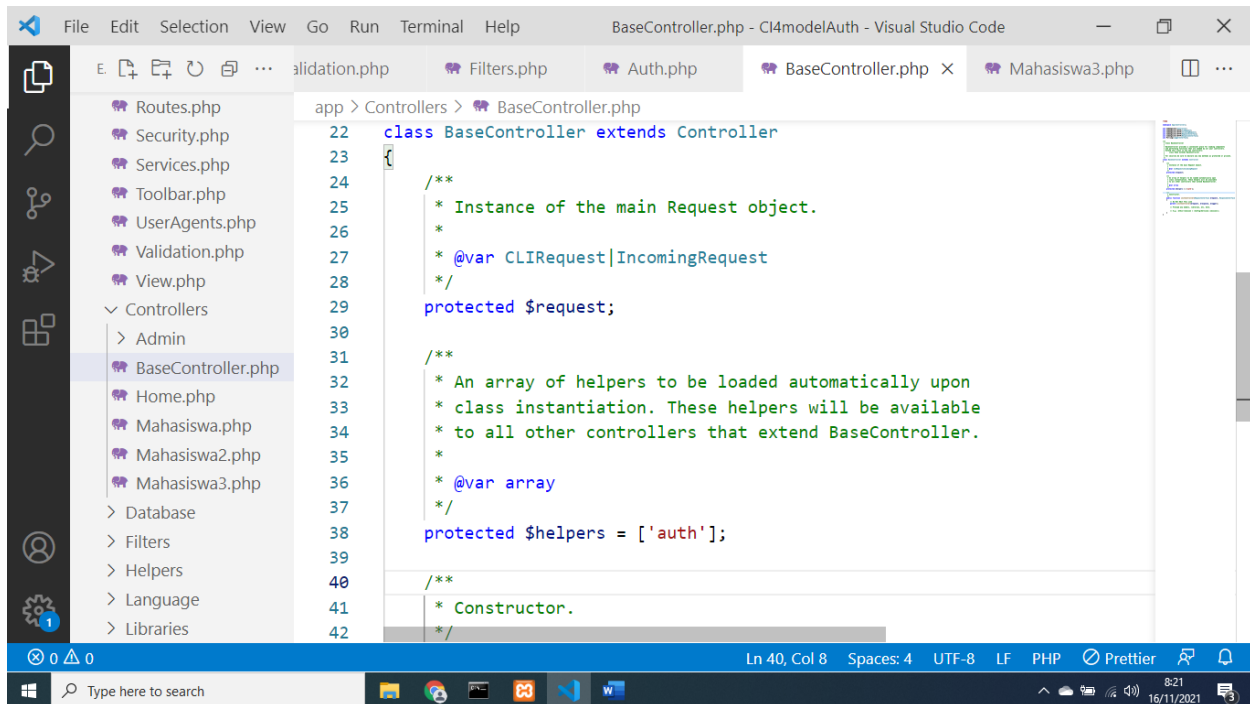 File Edit Selection View Go Run Terminal Help BaseController.php - CI4modelAuth - Visual Studio Code
E. ... alidation.php Filters.php Auth.php BaseController.php Mahasiswa3.php ...
Routes.php
Security.php
Services.php
Toolbar.php
UserAgents.php
Validation.php
View.php
Controllers
Admin
BaseController.php
Home.php
Mahasiswa.php
Mahasiswa2.php
Mahasiswa3.php
Database
Filters
Helpers
Language
Libraries
1
app > Controllers > BaseController.php
22 class BaseController extends Controller
23 {
24 /**
25 * Instance of the main Request object.
26 *
27 * @var CLIRequest|IncomingRequest
28 */
29 protected $request;
30
31 /**
32 * An array of helpers to be loaded automatically upon
33 * class instantiation. These helpers will be available
34 * to all other controllers that extend BaseController.
35 *
36 * @var array
37 */
38 protected $helpers = ['auth'];
39
40 /**
41 * Constructor.
42 */
0 0 Ln 40, Col 8 Spaces: 4 UTF-8 LF PHP Prettier
Type here to search
8:21
16/11/2021
3